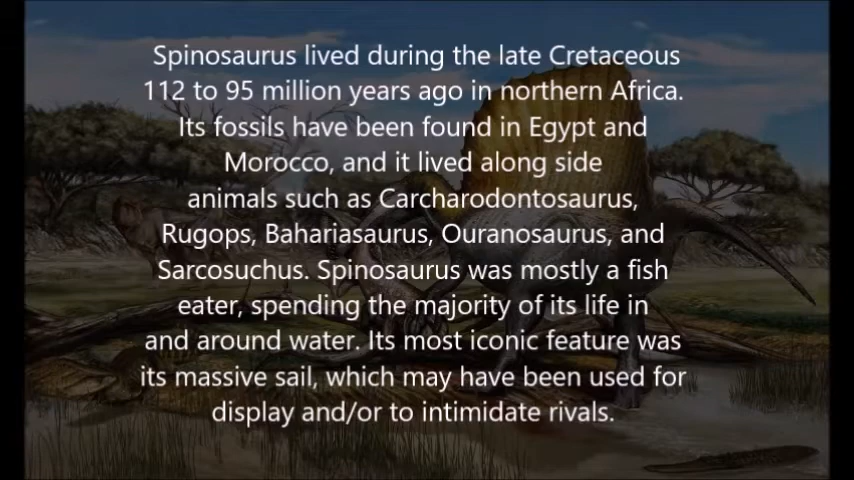 Spinosaurus lived during the late Cretaceous
112 to 95 million years ago in northern Africa.
Its fossils have been found in Egypt and
Morocco, and it lived along side
animals such as Carcharodontosaurus,
Rugops, Bahariasaurus, Ouranosaurus, and
Sarcosuchus. Spinosaurus was mostly a fish
eater, spending the majority of its life in
and around water. Its most iconic feature was
its massive sail, which may have been used for
display and/or to intimidate rivals.